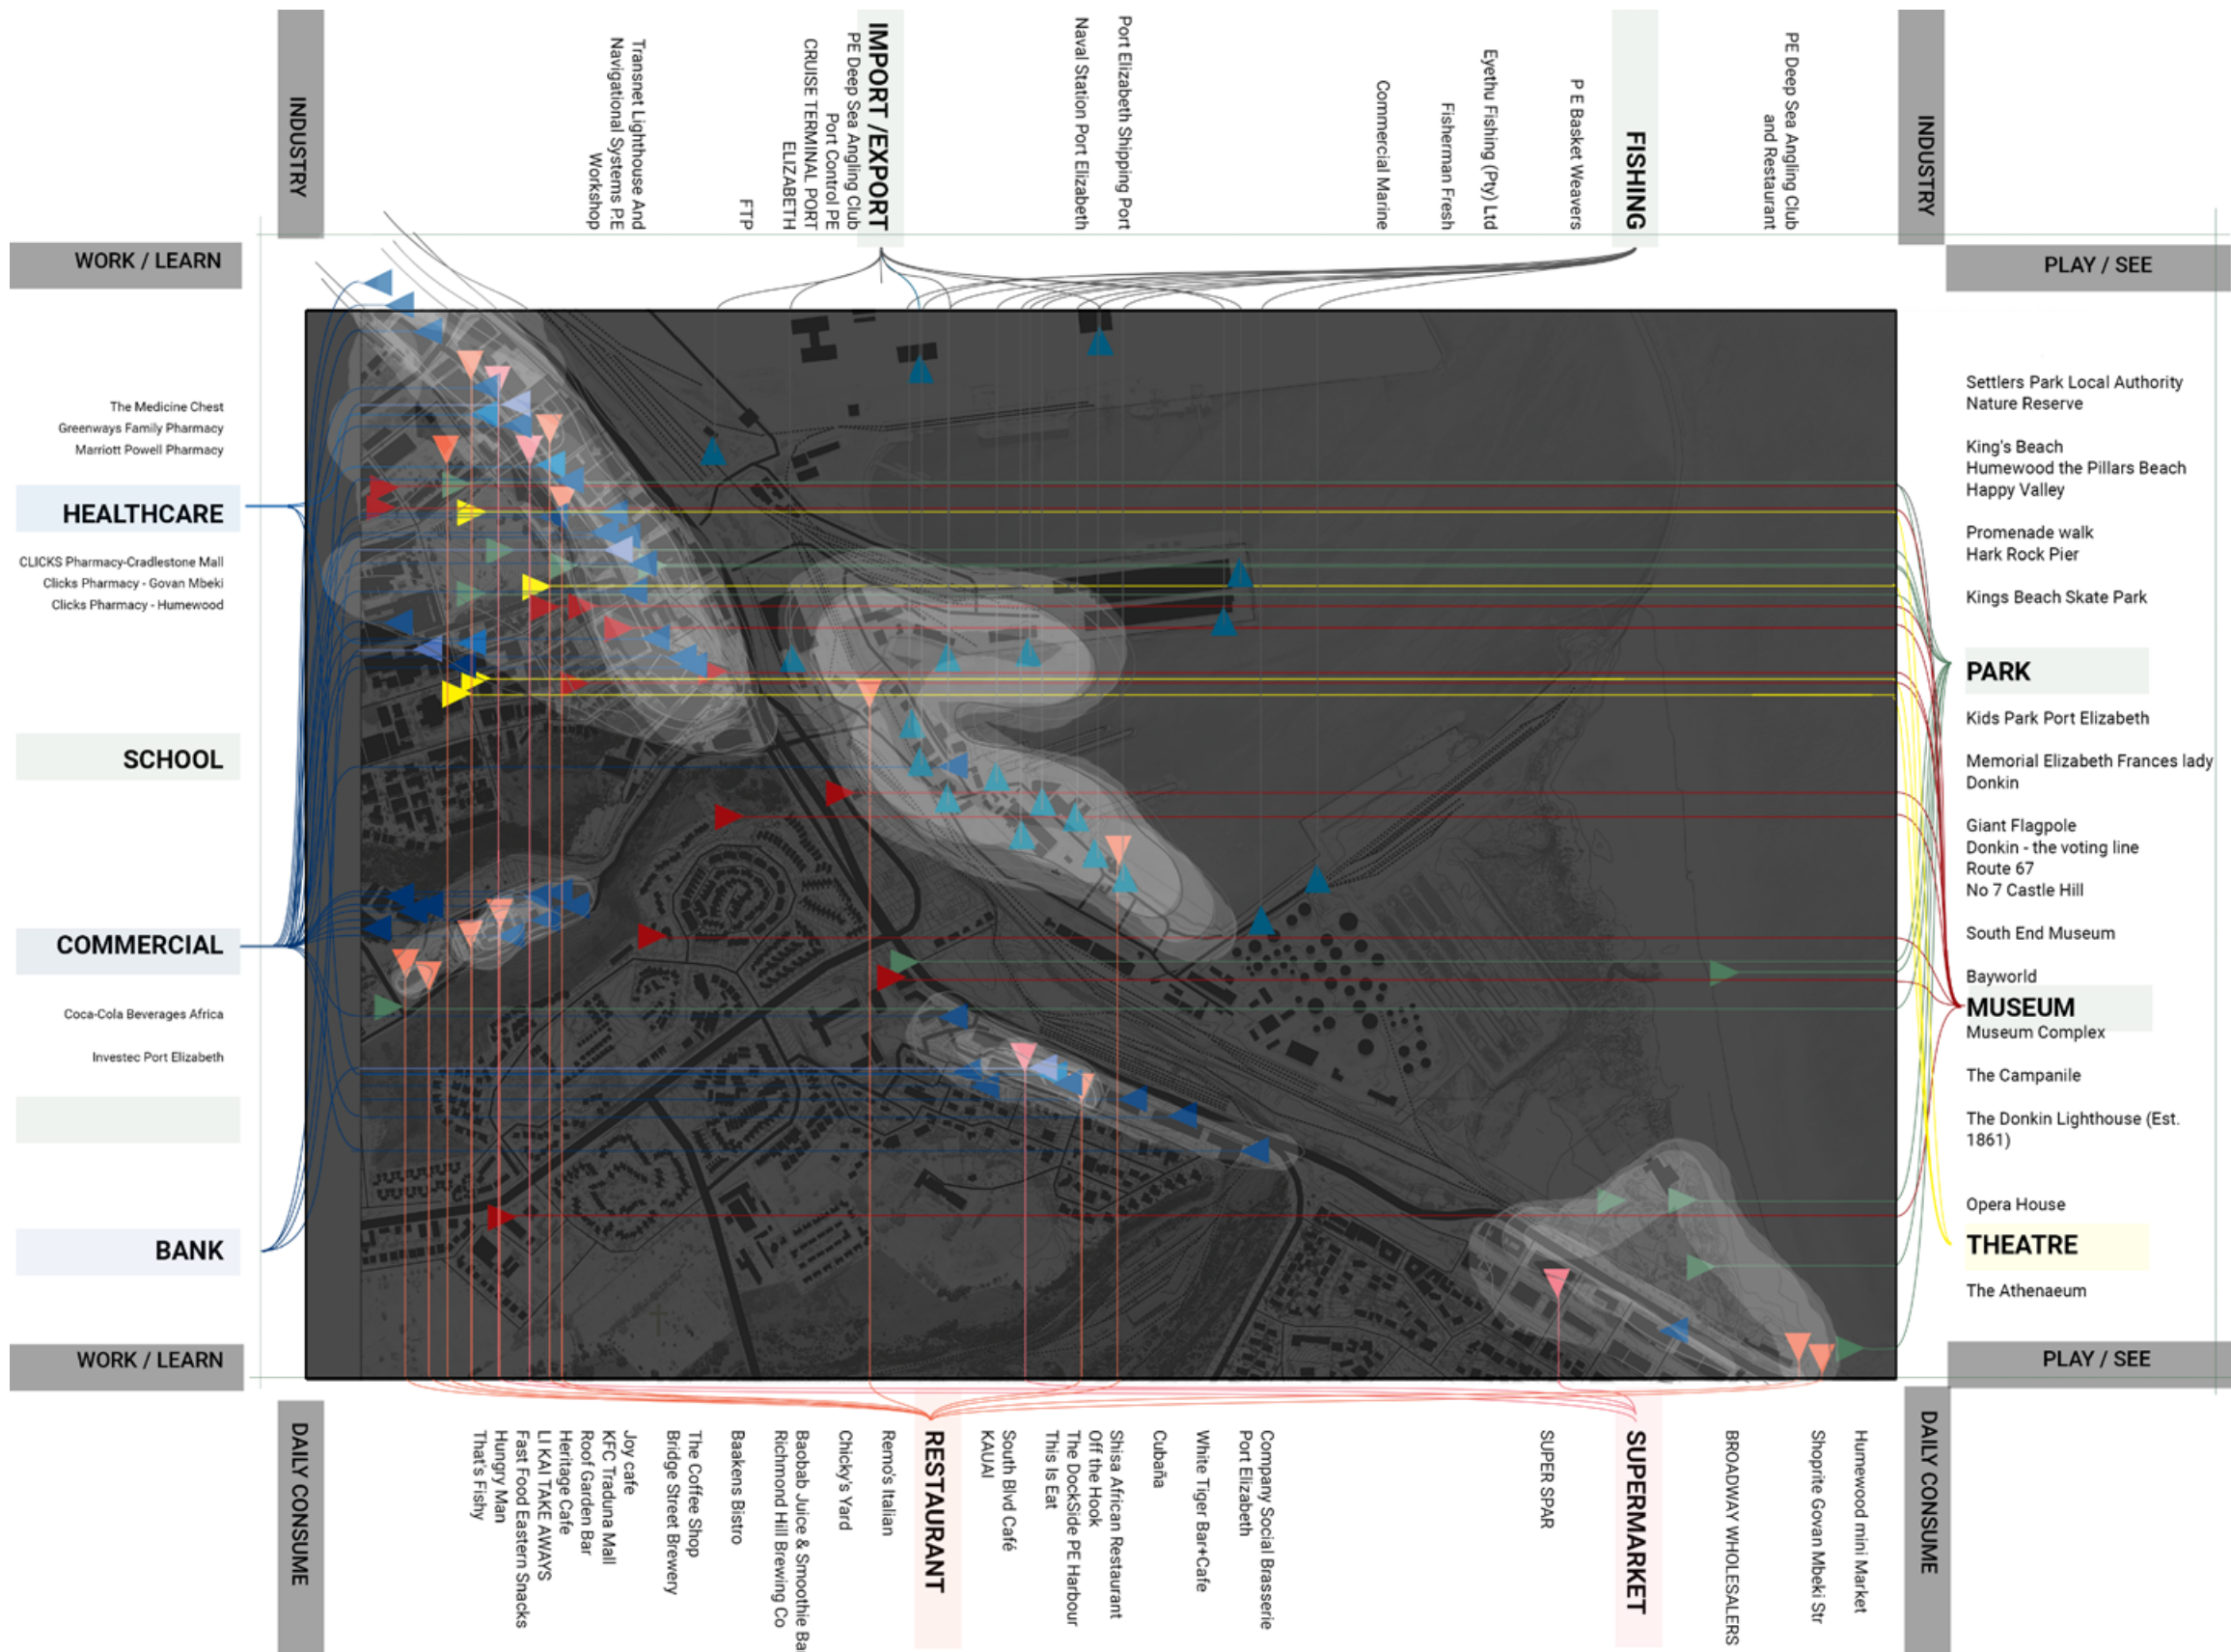 INDUSTRY
Transnet Lighthouse And
Navigational Systems P.E
Workshop
FTP
IMPORT /EXPORT
PE Deep Sea Angling Club
Port Control PE
CRUISE TERMINAL PORT
ELIZABETH
Naval Station Port Elizabeth
Port Elizabeth Shipping Port
Commercial Marine
Fisherman Fresh
Eyethu Fishing (Pty) Ltd
P E Basket Weavers
FISHING
PE Deep Sea Angling Club
and Restaurant
INDUSTRY
WORK / LEARN
PLAY / SEE
The Medicine Chest
Greenways Family Pharmacy
Marriott Powell Pharmacy
HEALTHCARE
CLICKS Pharmacy-Cradlestone Mall
Clicks Pharmacy - Govan Mbeki
Clicks Pharmacy - Humewood
SCHOOL
COMMERCIAL
Coca-Cola Beverages Africa
Investec Port Elizabeth
BANK
WORK / LEARN
Settlers Park Local Authority
Nature Reserve
King's Beach
Humewood the Pillars Beach
Happy Valley
Promenade walk
Hark Rock Pier
Kings Beach Skate Park
PARK
Kids Park Port Elizabeth
Memorial Elizabeth Frances lady
Donkin
Giant Flagpole
Donkin - the voting line
Route 67
No 7 Castle Hill
South End Museum
Bayworld
MUSEUM
Museum Complex
The Campanile
The Donkin Lighthouse (Est.
1861)
Opera House
THEATRE
The Athenaeum
PLAY / SEE
DAILY CONSUME
That's Fishy
Hungry Man
Fast Food Eastern Snacks
LI KAI TAKE AWAYS
Heritage Cafe
Roof Garden Bar
KFC Traduna Mall
Joy cafe
Bridge Street Brewery
The Coffee Shop
Baakens Bistro
Richmond Hill Brewing Co
Baobab Juice & Smoothie Ba
Chicky's Yard
Remo's Italian
RESTAURANT
KAUAI
South Blvd Café
This Is Eat
The DockSide PE Harbour
Off the Hook
Shisa African Restaurant
Cubaña
White Tiger Bar+Cafe
Port Elizabeth
Company Social Brasserie
SUPER SPAR
SUPERMARKET
BROADWAY WHOLESALERS
Shoprite Govan Mbeki Str
Humewood mini Market
DAILY CONSUME